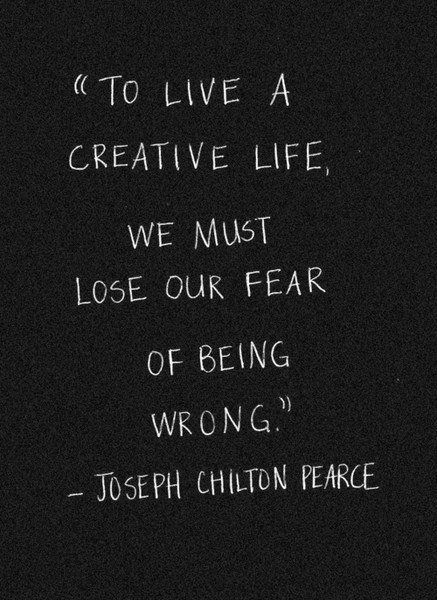 “TO LIVE A
CREATIVE LIFE,
WE MUST
LOSE OUR FEAR
OF BEING
WRONG.”
– JOSEPH CHILTON PEARCE